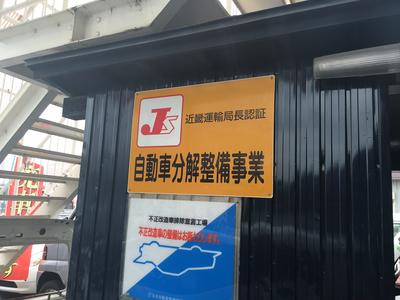 JS
近畿運輸局長認証
自動車分解整備事業
不正改造車排除宣言工場
不正改造車の整備はお断りします。